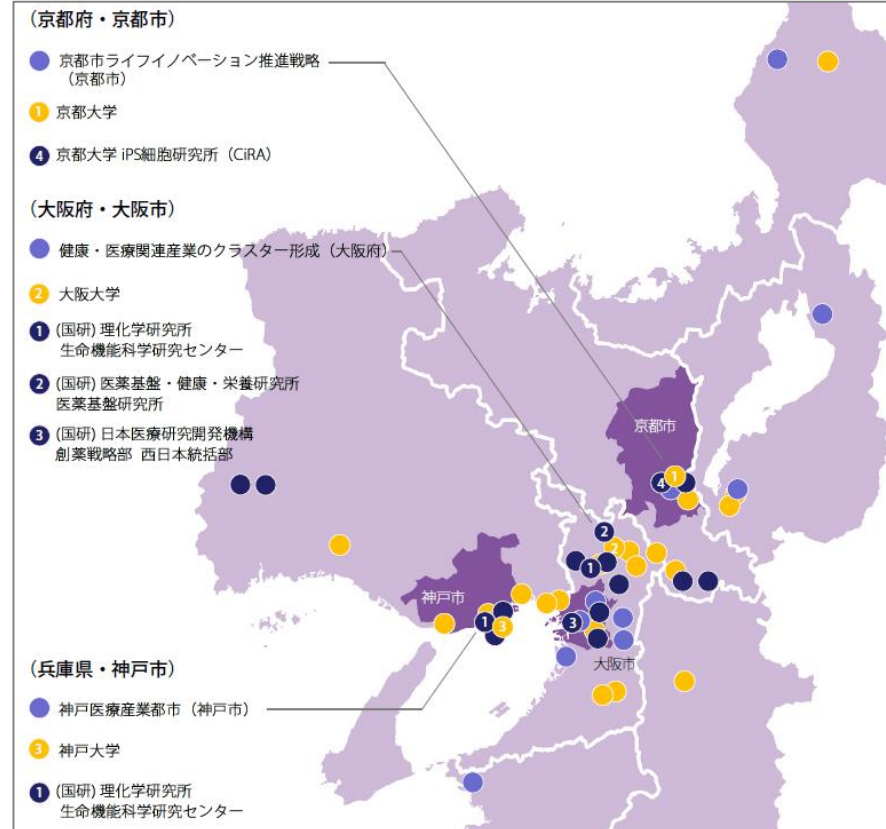 (京都府・京都市)
京都市ライフイノベーション推進戦略
(京都市)
1 京都大学
4 京都大学 iPS細胞研究所(CiRA)
(大阪府・大阪市)
健康・医療関連産業のクラスター形成(大阪府)
2 大阪大学
1 (国研) 理化学研究所
生命機能科学研究センター
2 (国研) 医薬基盤・健康・栄養研究所
医薬基盤研究所
3 (国研) 日本医療研究開発機構
創薬戦略部 西日本統括部
(兵庫県・神戸市)
神戸医療産業都市(神戸市)
3 神戸大学
1 (国研) 理化学研究所
生命機能科学研究センター
京都市
1
4
2
2
1
神戸市
1
3
3
大阪市